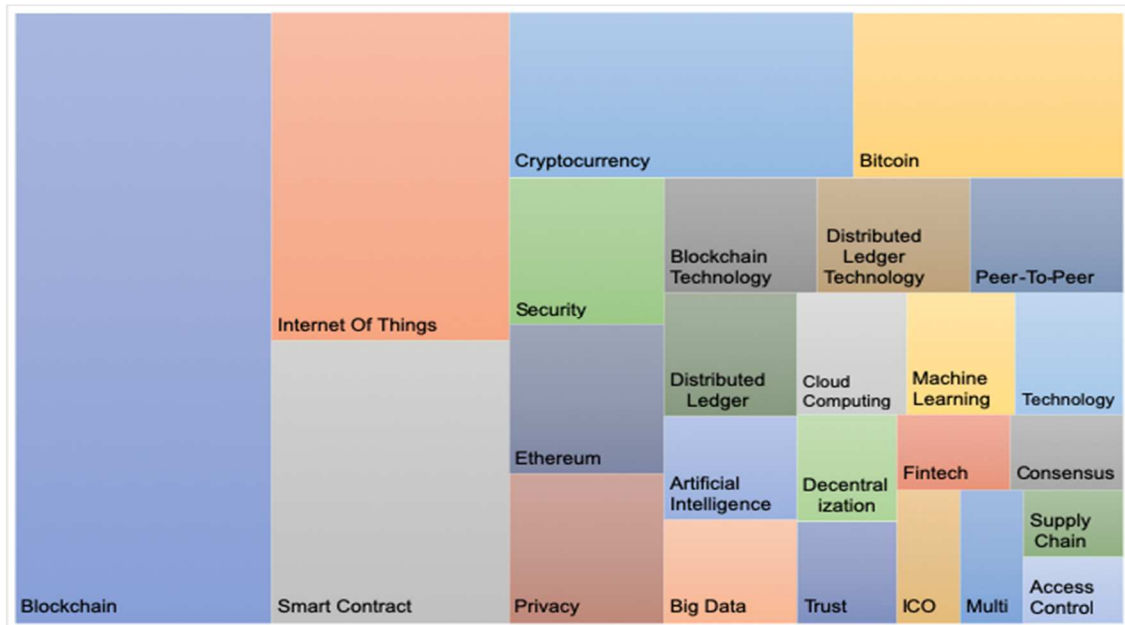 Blockchain
Internet Of Things
Smart Contract
Cryptocurrency
Bitcoin
Security
Ethereum
Privacy
Blockchain
Technology
Distributed
Ledger
Technology
Peer-To-Peer
Distributed
Ledger
Cloud
Computing
Machine
Learning
Technology
Artificial
Intelligence
Big Data
Decentral
ization
Trust
Fintech
Consensus
ICO
Multi
Supply
Chain
Access
Control